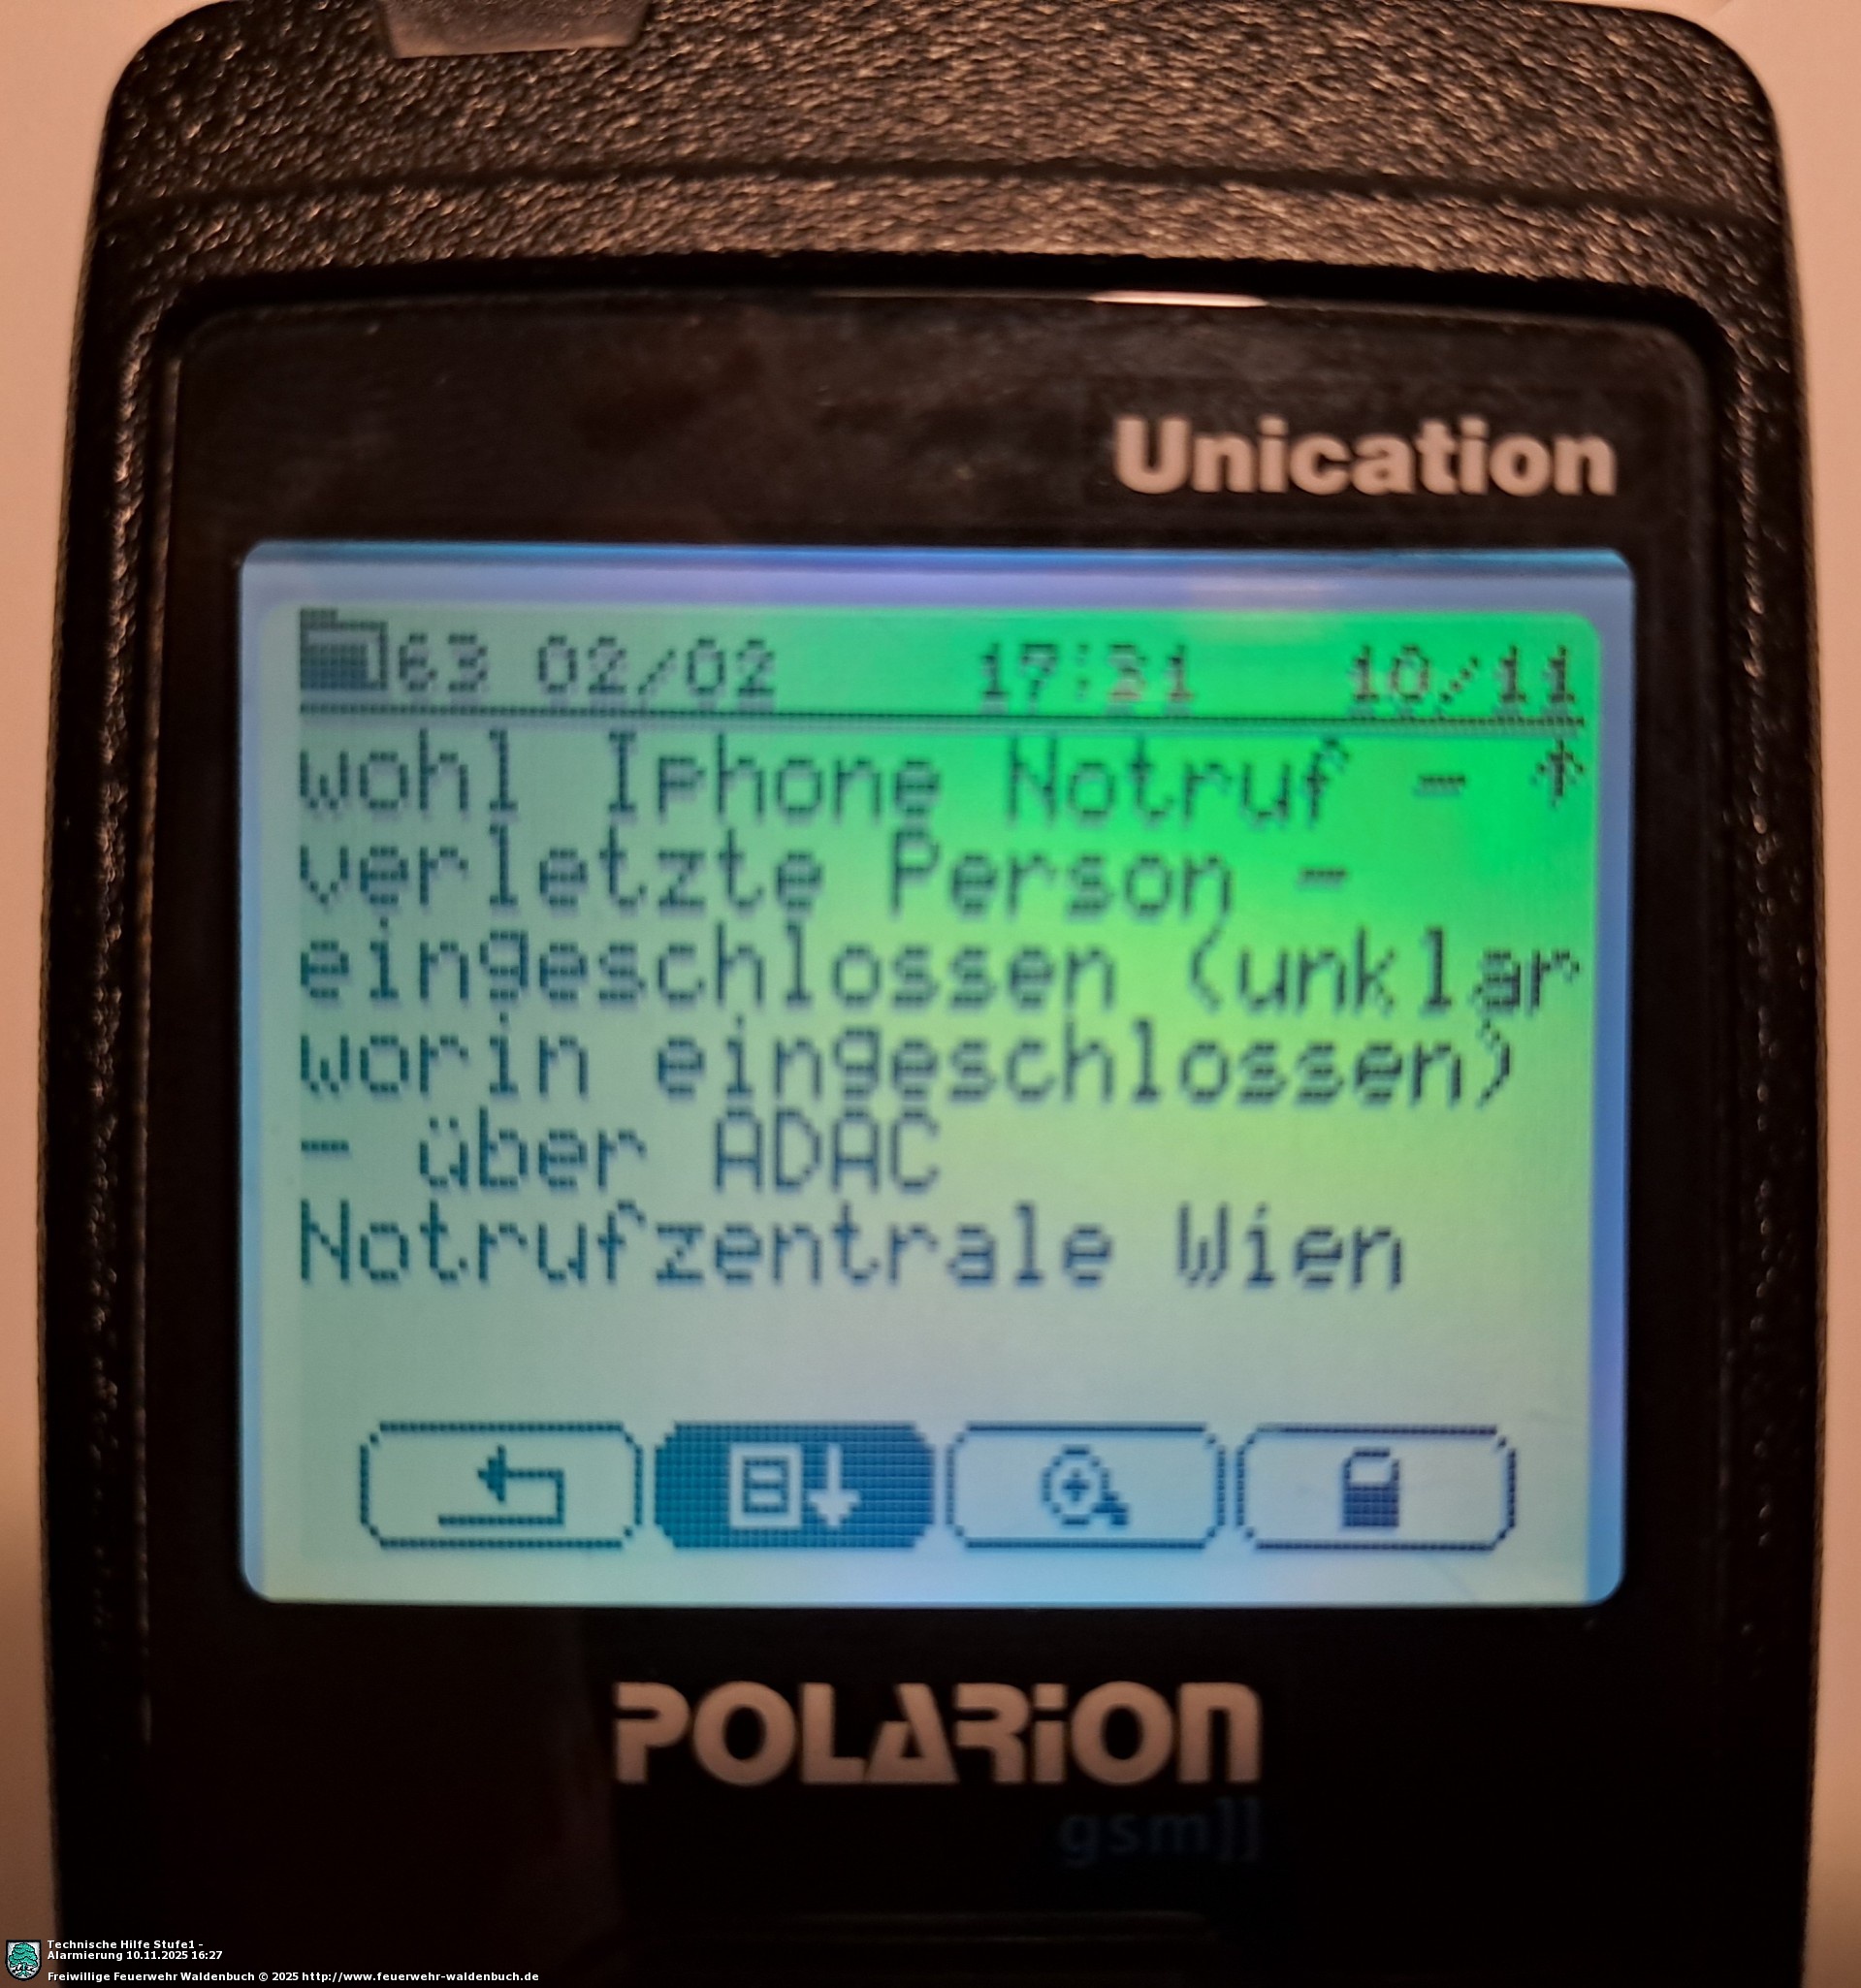 Unication
63 02/02 17:21 10/11
wohl Iphone Notruf -
verletzte Person -
eingeschlossen (unklar
worin eingeschlossen)
- über ADAC
Notrufzentrale Wien
POLARiON
gsm]]
Technische Hilfe Stufe1 -
Alarmierung 10.11.2025 16:27
Freiwillige Feuerwehr Waldenbuch © 2025 http://www.feuerwehr-waldenbuch.de